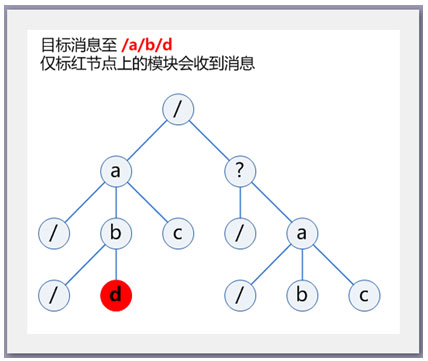 目标消息至 /a/b/d
仅标红节点上的模块会收到消息
/
a ?
/ b c / a
/ d / b c